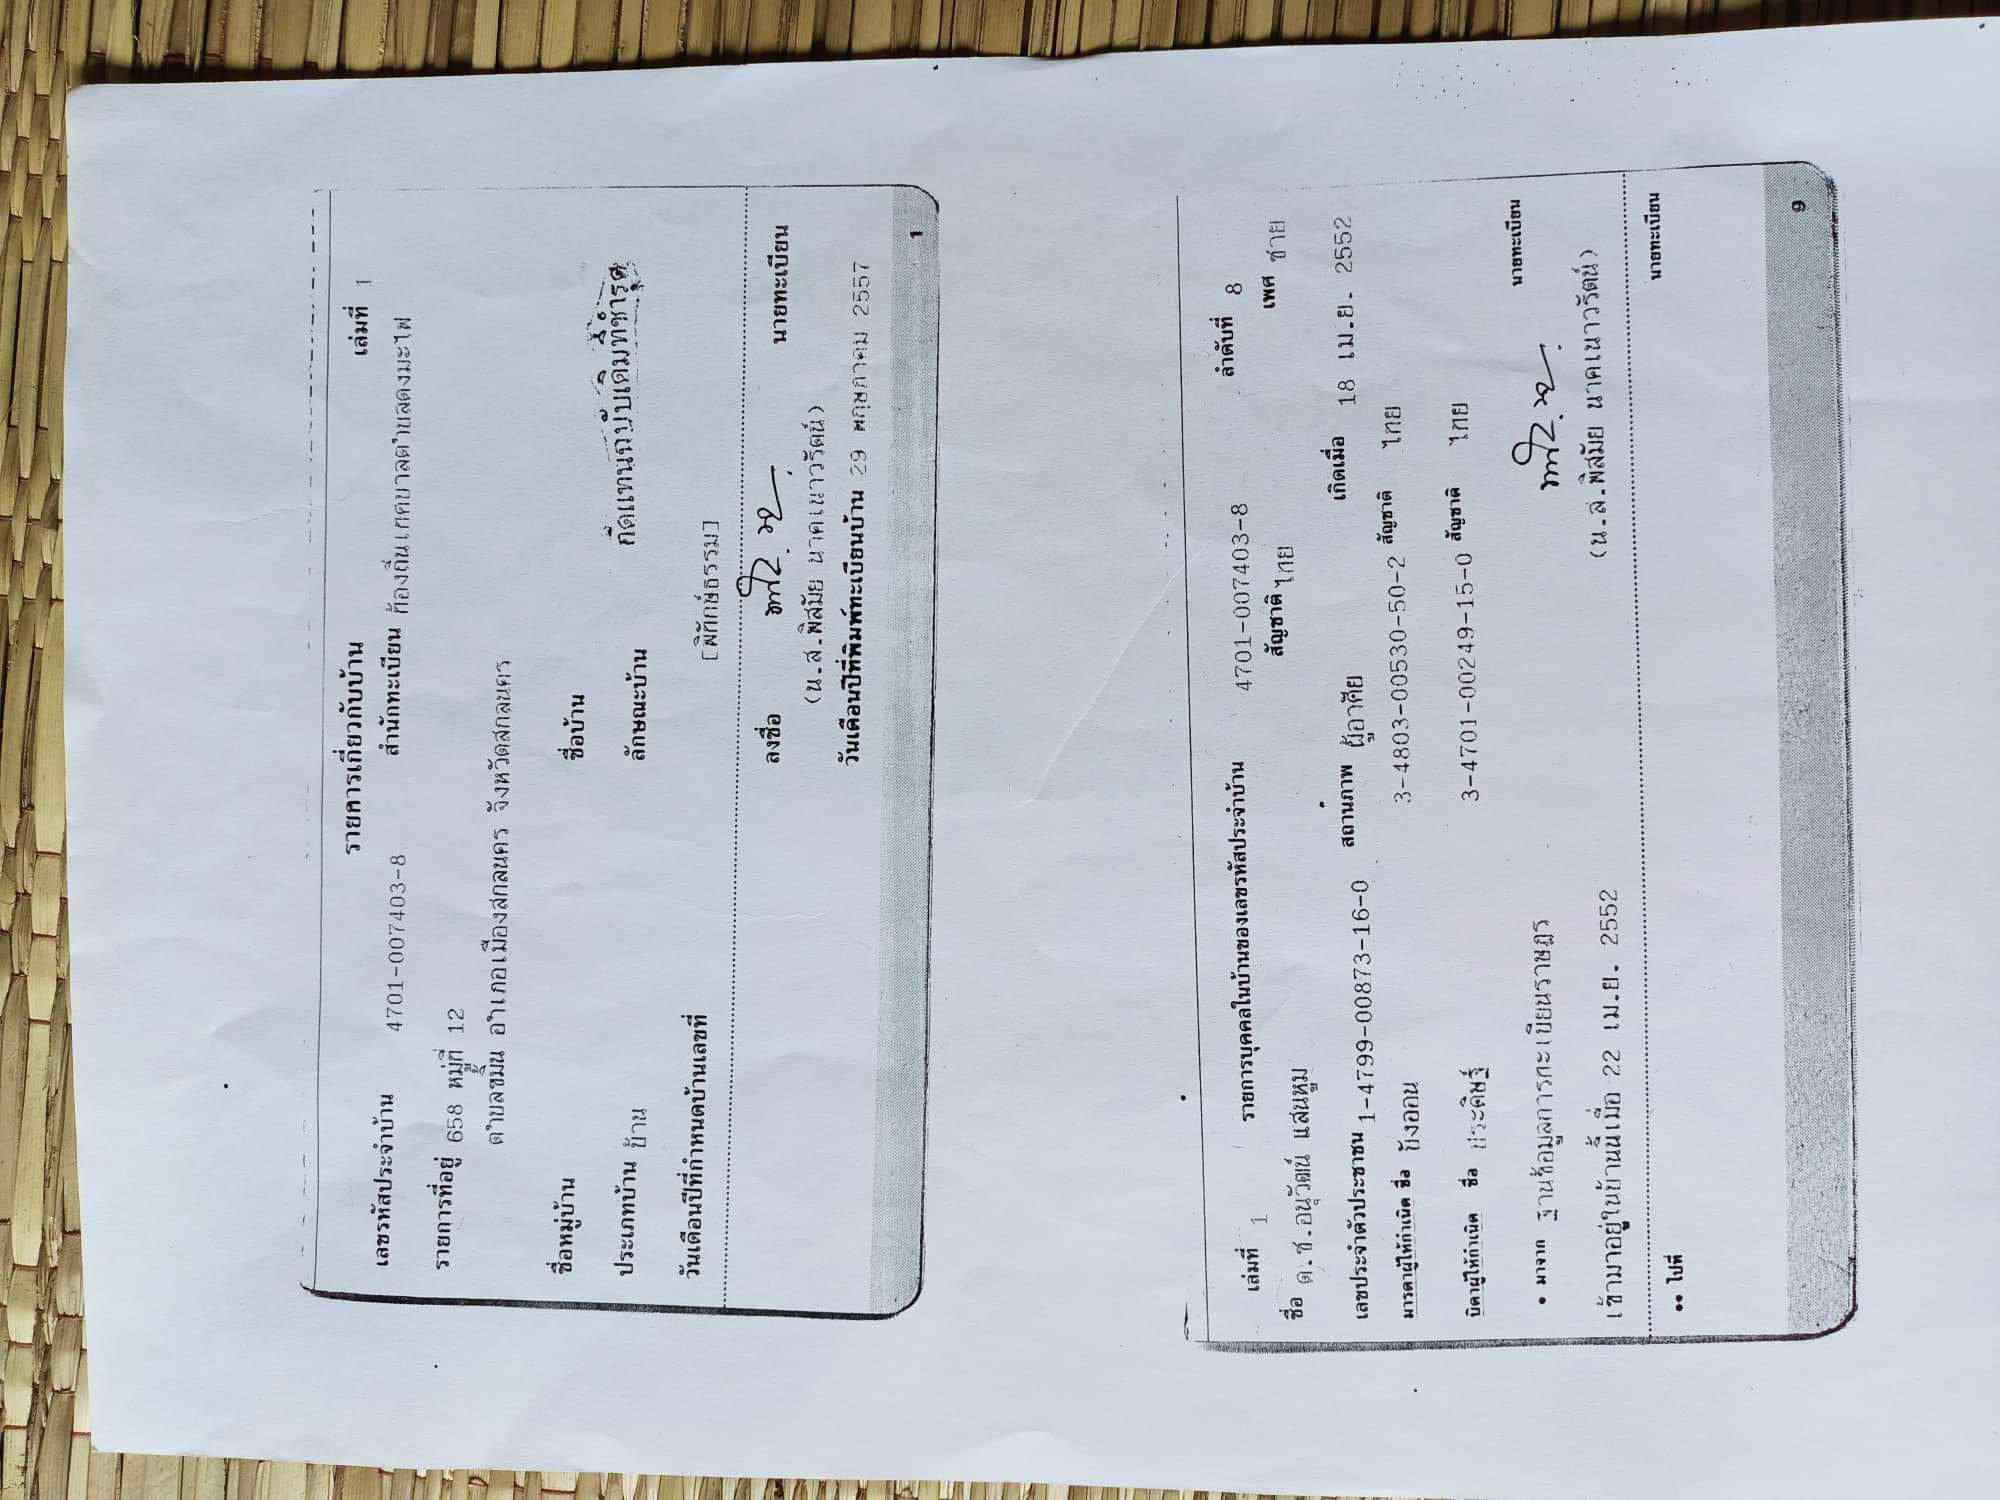 รายการเกี่ยวกับบ้าน เล่มที่ 1
เลขรหัสประจำบ้าน 4701-007403-8 สำนักทะเบียน ท้องถิ่นเทศบาลตำบลดงมะไฟ
รายการที่อยู่ 658 หมู่ที่ 12
ตำบลขมิ้น อำเภอเมืองสกลนคร จังหวัดสกลนคร
ชื่อหมู่บ้าน ชื่อบ้าน
ประเภทบ้าน บ้าน ลักษณะบ้าน
วันเดือนปีที่กำหนดบ้านเลขที่
[พิทักษ์ธรรม]
ลงชื่อ นายทะเบียน
(น.ส.พิสมัย นาคเนาวรัตน์)
วันเดือนปีที่พิมพ์ทะเบียนบ้าน 29 พฤษภาคม 2557
1
เล่มที่ 1 รายการบุคคลในบ้านของเลขรหัสประจำบ้าน 4701-007403-8 ลำดับที่ 8
ชื่อ ด.ช.อนุวัฒน์ แสนหูม สัญชาติ ไทย เพศ ชาย
เลขประจำตัวประชาชน 1-4799-00873-16-0 สถานภาพ ผู้อาศัย เกิดเมื่อ 18 เม.ย. 2552
มารดาผู้ให้กำเนิด ชื่อ บังออน 3-4803-00530-50-2 สัญชาติ ไทย
บิดาผู้ให้กำเนิด ชื่อ ประดิษฐ์ 3-4701-00249-15-0 สัญชาติ ไทย
• มาจาก ฐานข้อมูลการทะเบียนราษฎร นายทะเบียน
เข้ามาอยู่ในบ้านนี้เมื่อ 22 เม.ย. 2552 (น.ส.พิสมัย นาคเนาวรัตน์)
•• ไปที่ นายทะเบียน
9